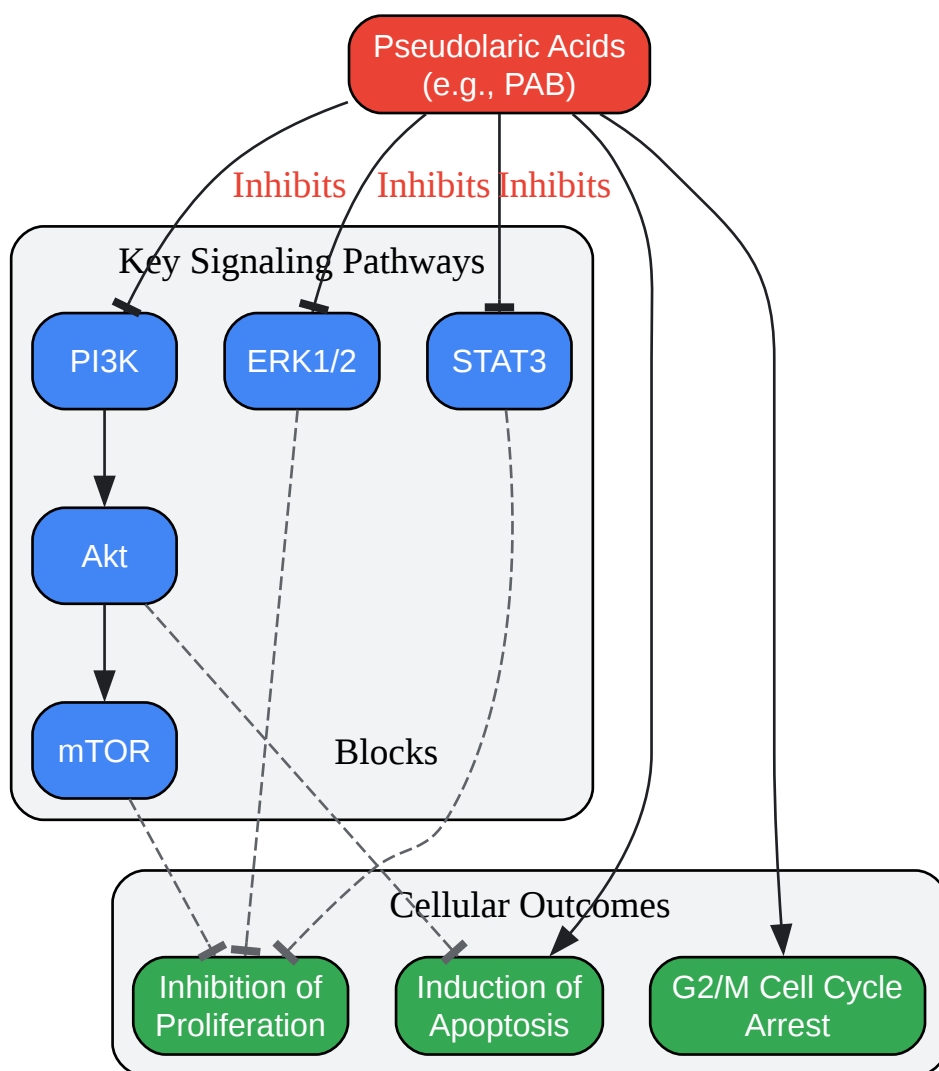 Pseudolaric Acids
(e.g., PAB)
Inhibits
Inhibits
Inhibits
Key Signaling Pathways
PI3K
ERK1/2
STAT3
Akt
mTOR
Blocks
Cellular Outcomes
Inhibition of
Proliferation
Induction of
Apoptosis
G2/M Cell Cycle
Arrest